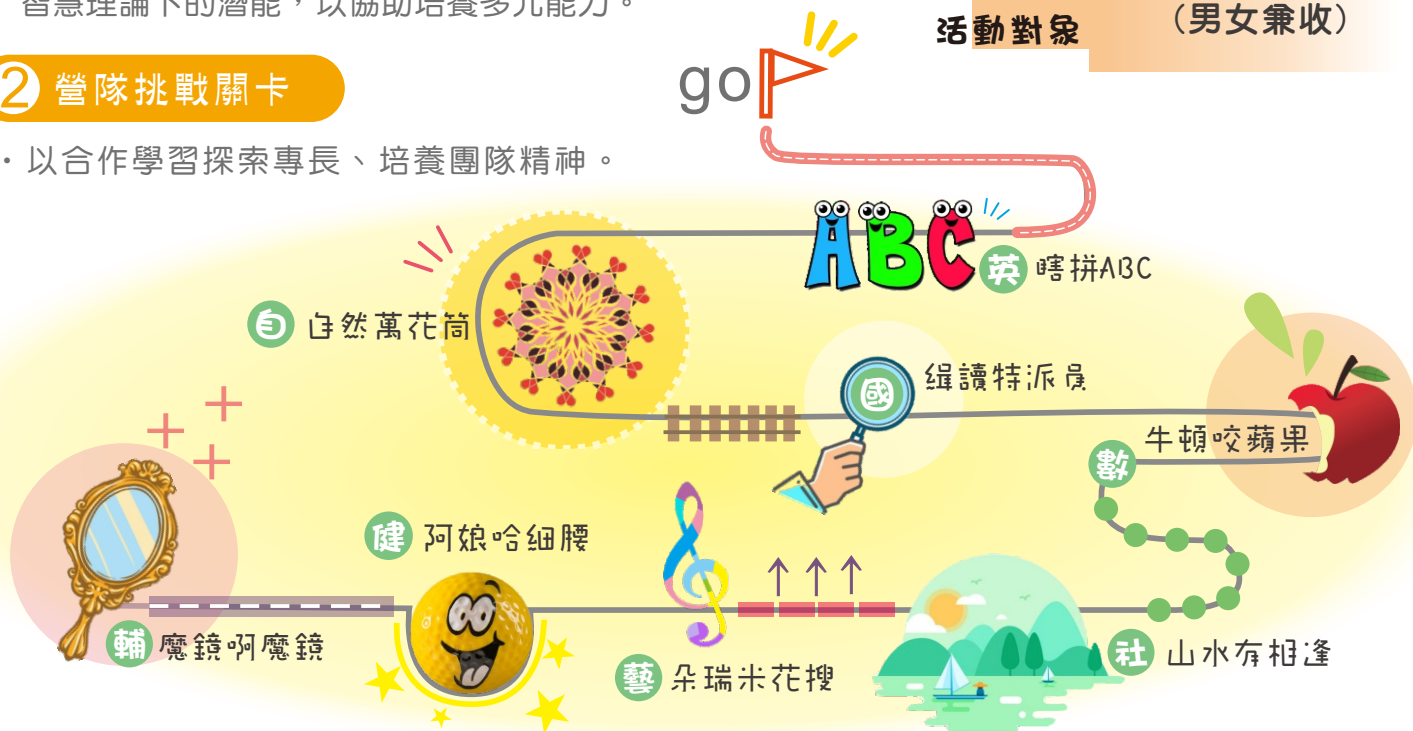 智慧理論下的潛能，以協助培養多元能力。
活動對象
（男女兼收）
2 營隊挑戰關卡
go
·以合作學習探索專長、培養團隊精神。
ABC
英 瞎拼ABC
自 自然萬花筒
國 緝讀特派員
牛頓咬蘋果
數
健 阿娘哈細腰
輔 魔鏡啊魔鏡
藝 朵瑞米花搜
社 山水有相逢